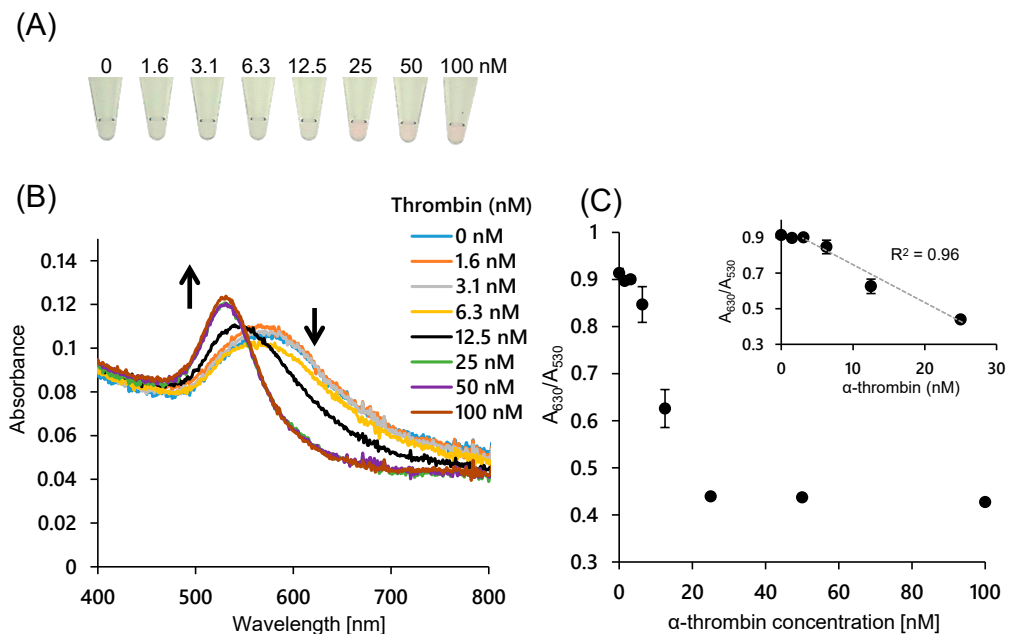 (A)
0 1.6 3.1 6.3 12.5 25 50 100 nM
(B)
Thrombin (nM)
0 nM
1.6 nM
3.1 nM
6.3 nM
12.5 nM
25 nM
50 nM
100 nM
0.14
0.12
0.1
0.08
0.06
0.04
0.02
0
Absorbance
400 500 600 700 800
Wavelength [nm]
(C)
1
0.9
0.8
0.7
0.6
0.5
0.4
0.3
A630/A530
0 20 40 60 80 100
α-thrombin concentration [nM]
0.9
0.7
0.5
0.3
A630/A530
R² = 0.96
0 10 20 30
α-thrombin (nM)